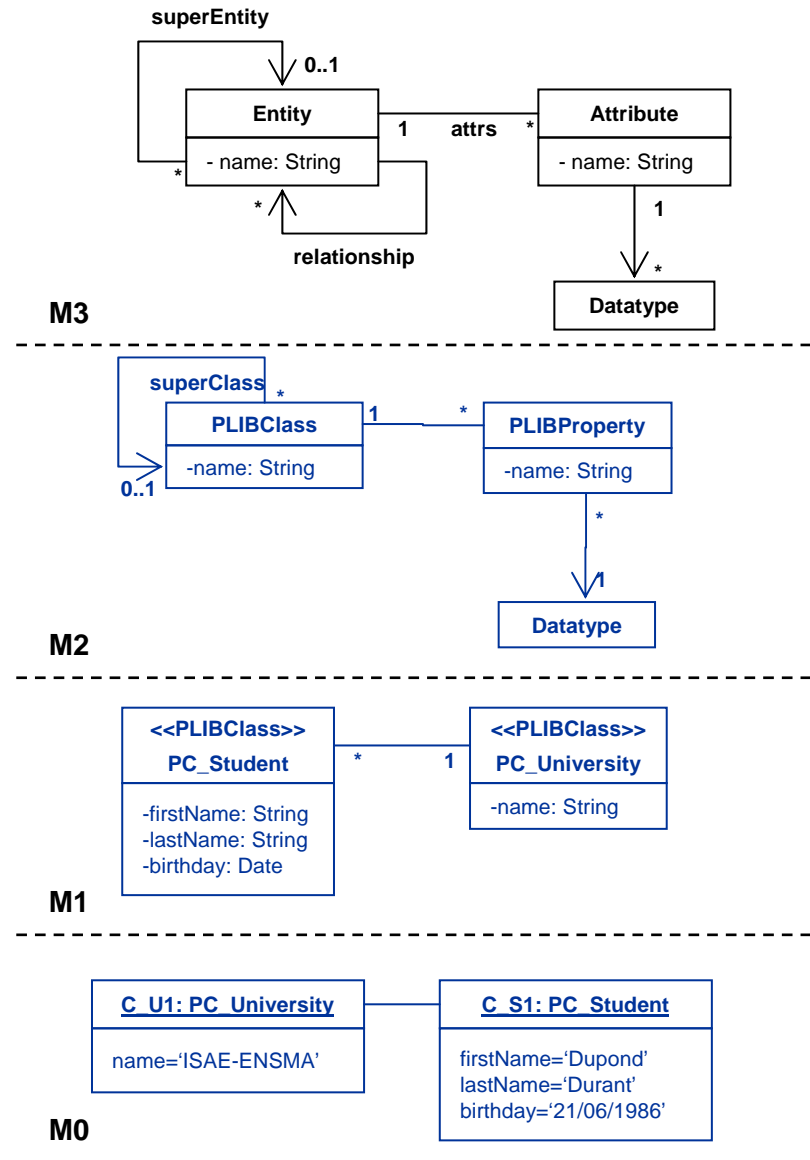 superEntity
0..1
Entity
1 attrs *
Attribute
- name: String
- name: String
*
*
1
relationship
*
Datatype
M3
superClass
*
PLIBClass
1 *
PLIBProperty
-name: String
-name: String
0..1
*
1
Datatype
M2
<<PLIBClass>>
PC_Student
* 1
<<PLIBClass>>
PC_University
-firstName: String
-lastName: String
-birthday: Date
-name: String
M1
C_U1: PC_University
C_S1: PC_Student
name=‘ISAE-ENSMA’
firstName=‘Dupond’
lastName=‘Durant’
birthday=‘21/06/1986’
M0